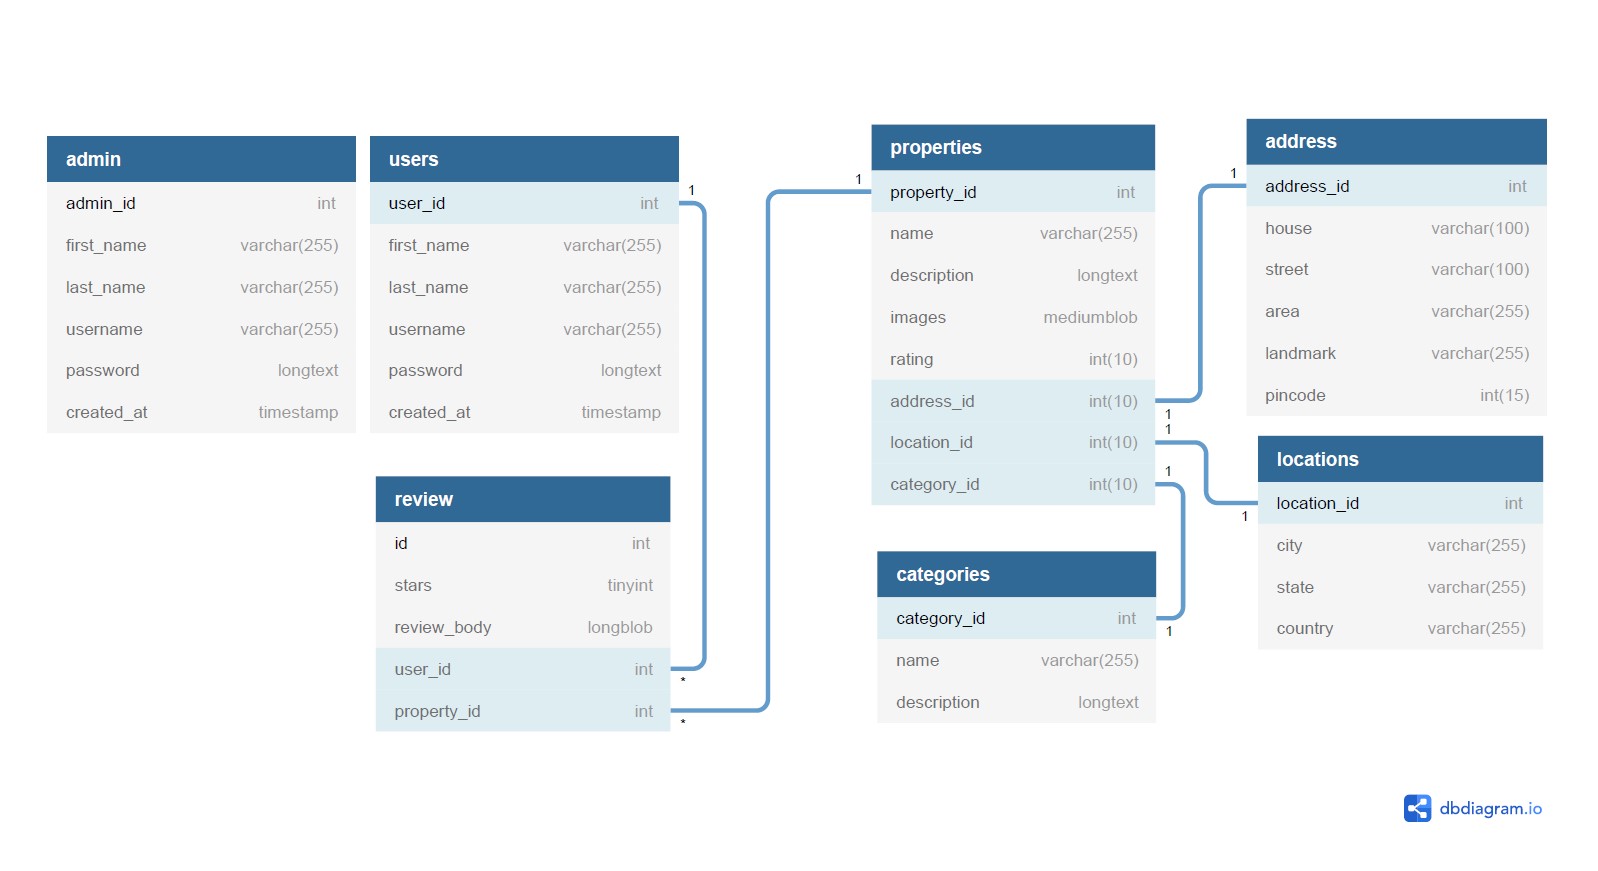 admin
admin_id int
first_name varchar(255)
last_name varchar(255)
username varchar(255)
password longtext
created_at timestamp
users
user_id int
first_name varchar(255)
last_name varchar(255)
username varchar(255)
password longtext
created_at timestamp
1
review
id int
stars tinyint
review_body longblob
user_id int
*
property_id int
*
1
properties
property_id int
name varchar(255)
description longtext
images mediumblob
rating int(10)
address_id int(10)
1
1
location_id int(10)
1
category_id int(10)
categories
category_id int
1
name varchar(255)
description longtext
1
address
address_id int
house varchar(100)
street varchar(100)
area varchar(255)
landmark varchar(255)
pincode int(15)
locations
location_id int
1
city varchar(255)
state varchar(255)
country varchar(255)
dbdiagram.io